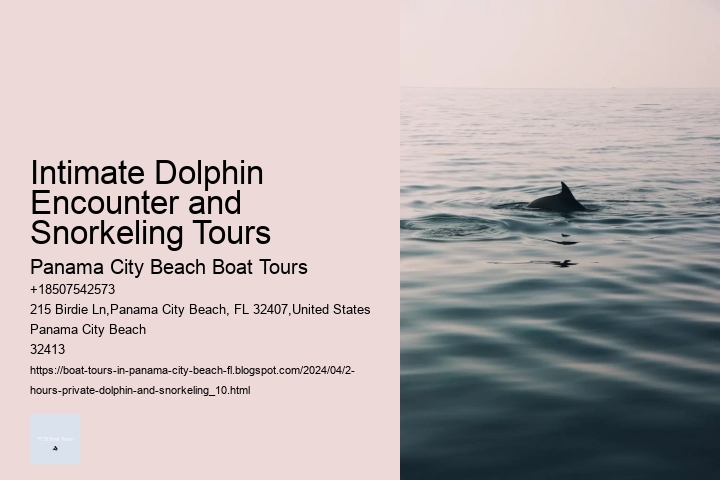 Intimate Dolphin
Encounter and
Snorkeling Tours
Panama City Beach Boat Tours
+18507542573
215 Birdie Ln,Panama City Beach, FL 32407,United States
Panama City Beach
32413
https://boat-tours-in-panama-city-beach-fl.blogspot.com/2024/04/2-
hours-private-dolphin-and-snorkeling_10.html